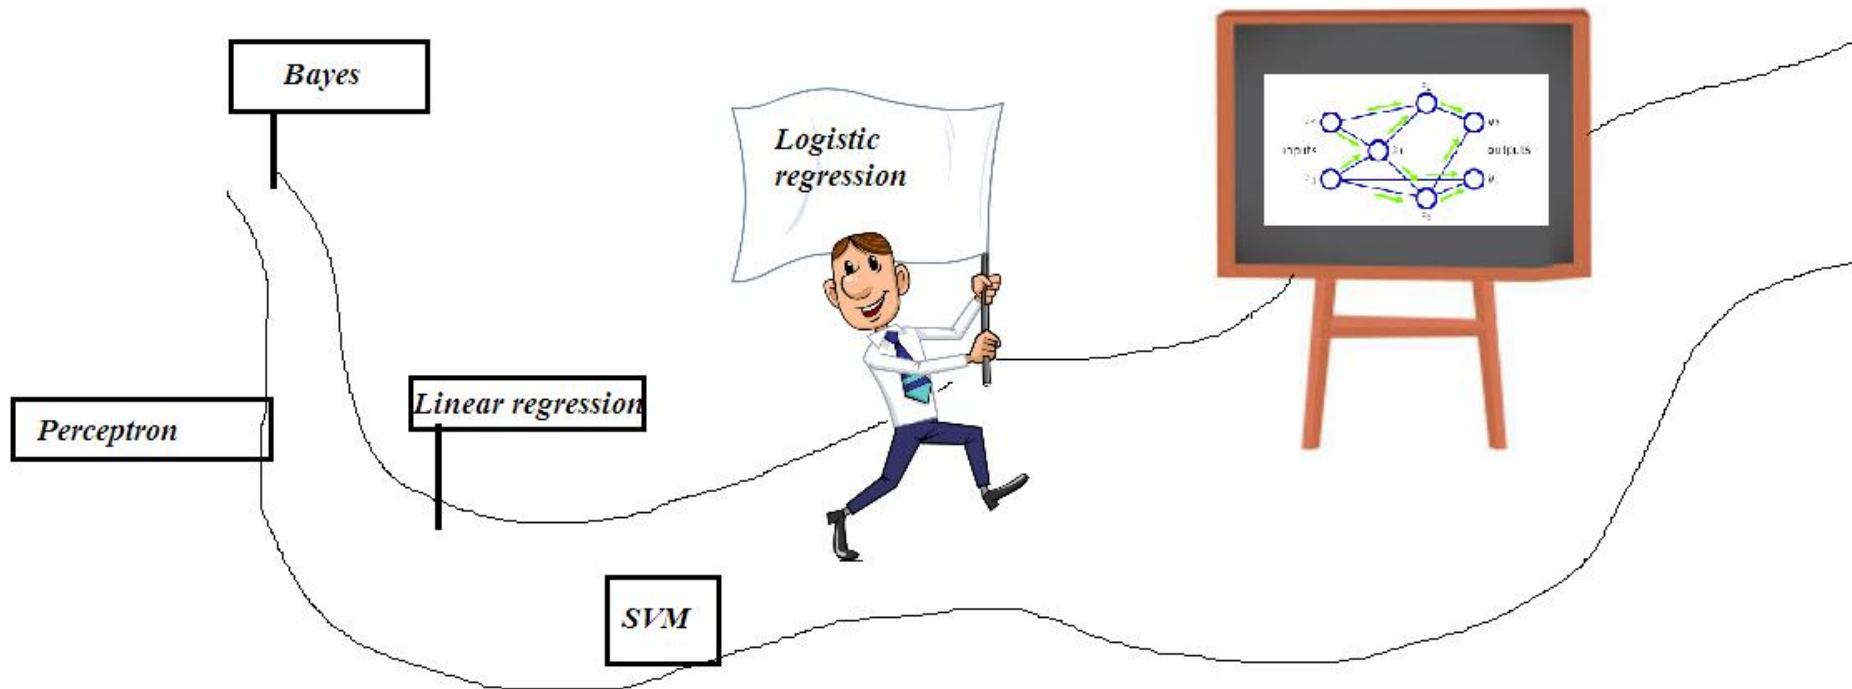 Bayes
Logistic
regression
inputs
outputs
Linear regression
Perceptron
SVM